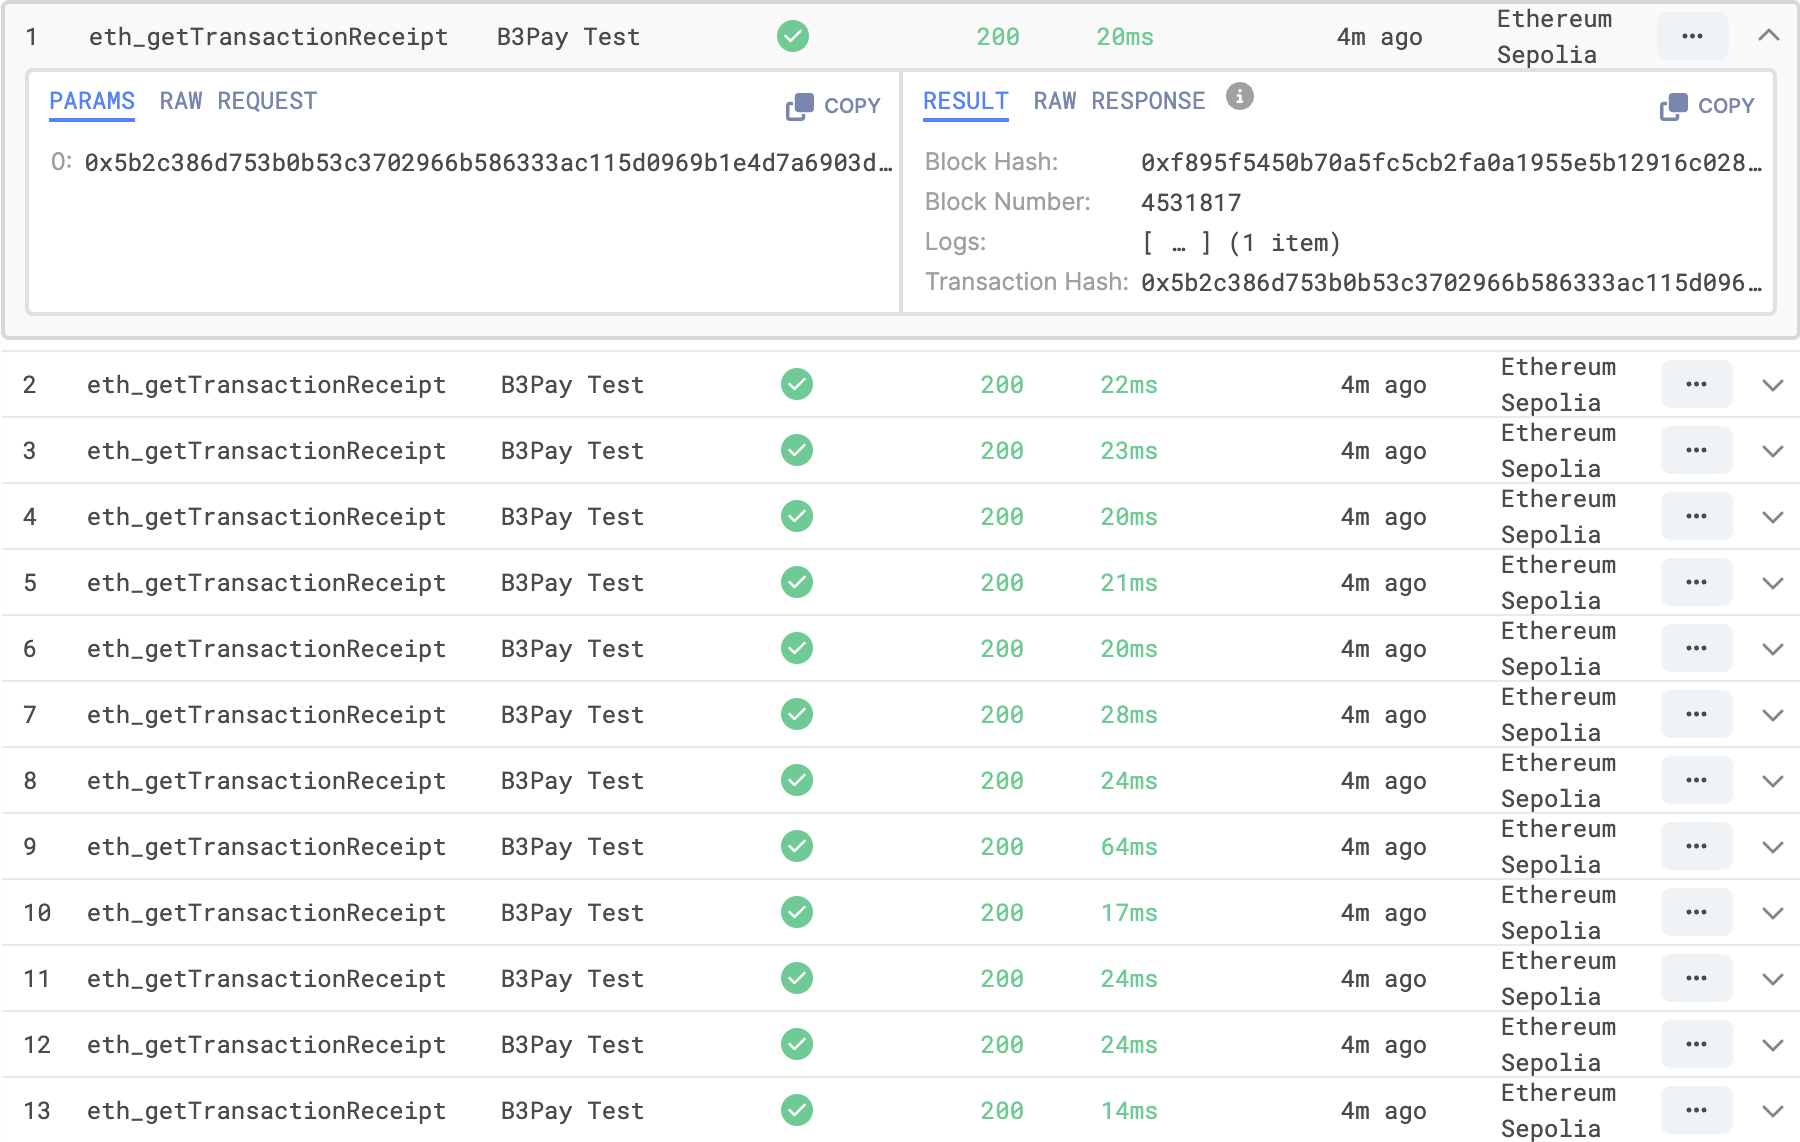 1 eth_getTransactionReceipt B3Pay Test 200 20ms 4m ago Ethereum Sepolia
PARAMS RAW REQUEST COPY
0: 0x5b2c386d753b0b53c3702966b586333ac115d0969b1e4d7a6903d…
RESULT RAW RESPONSE COPY
Block Hash: 0xf895f5450b70a5fc5cb2fa0a1955e5b12916c028…
Block Number: 4531817
Logs: [ … ] (1 item)
Transaction Hash: 0x5b2c386d753b0b53c3702966b586333ac115d096…
2 eth_getTransactionReceipt B3Pay Test 200 22ms 4m ago Ethereum Sepolia
3 eth_getTransactionReceipt B3Pay Test 200 23ms 4m ago Ethereum Sepolia
4 eth_getTransactionReceipt B3Pay Test 200 20ms 4m ago Ethereum Sepolia
5 eth_getTransactionReceipt B3Pay Test 200 21ms 4m ago Ethereum Sepolia
6 eth_getTransactionReceipt B3Pay Test 200 20ms 4m ago Ethereum Sepolia
7 eth_getTransactionReceipt B3Pay Test 200 28ms 4m ago Ethereum Sepolia
8 eth_getTransactionReceipt B3Pay Test 200 24ms 4m ago Ethereum Sepolia
9 eth_getTransactionReceipt B3Pay Test 200 64ms 4m ago Ethereum Sepolia
10 eth_getTransactionReceipt B3Pay Test 200 17ms 4m ago Ethereum Sepolia
11 eth_getTransactionReceipt B3Pay Test 200 24ms 4m ago Ethereum Sepolia
12 eth_getTransactionReceipt B3Pay Test 200 24ms 4m ago Ethereum Sepolia
13 eth_getTransactionReceipt B3Pay Test 200 14ms 4m ago Ethereum Sepolia